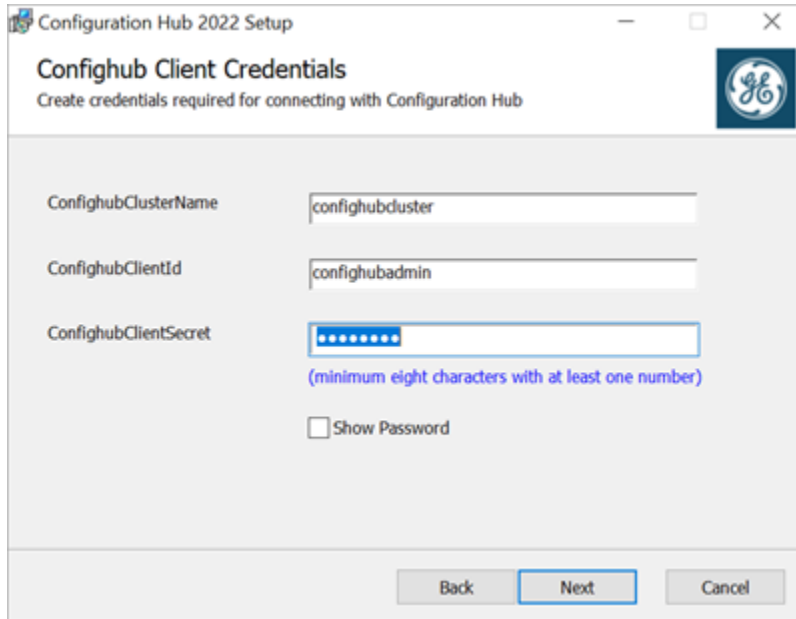 Configuration Hub 2022 Setup
Confighub Client Credentials
Create credentials required for connecting with Configuration Hub
ConfighubClusterName confighubcluster
ConfighubClientId confighubadmin
ConfighubClientSecret ••••••••
(minimum eight characters with at least one number)
Show Password
Back Next Cancel